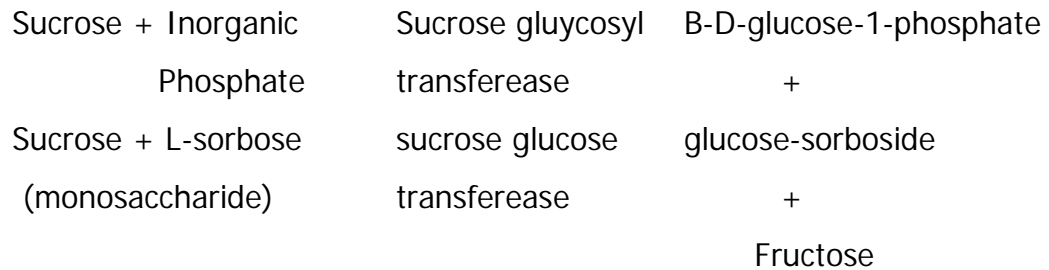 Sucrose + Inorganic Sucrose gluycosyl B-D-glucose-1-phosphate
Phosphate transferease +
Sucrose + L-sorbose sucrose glucose glucose-sorboside
(monosaccharide) transferease +
Fructose